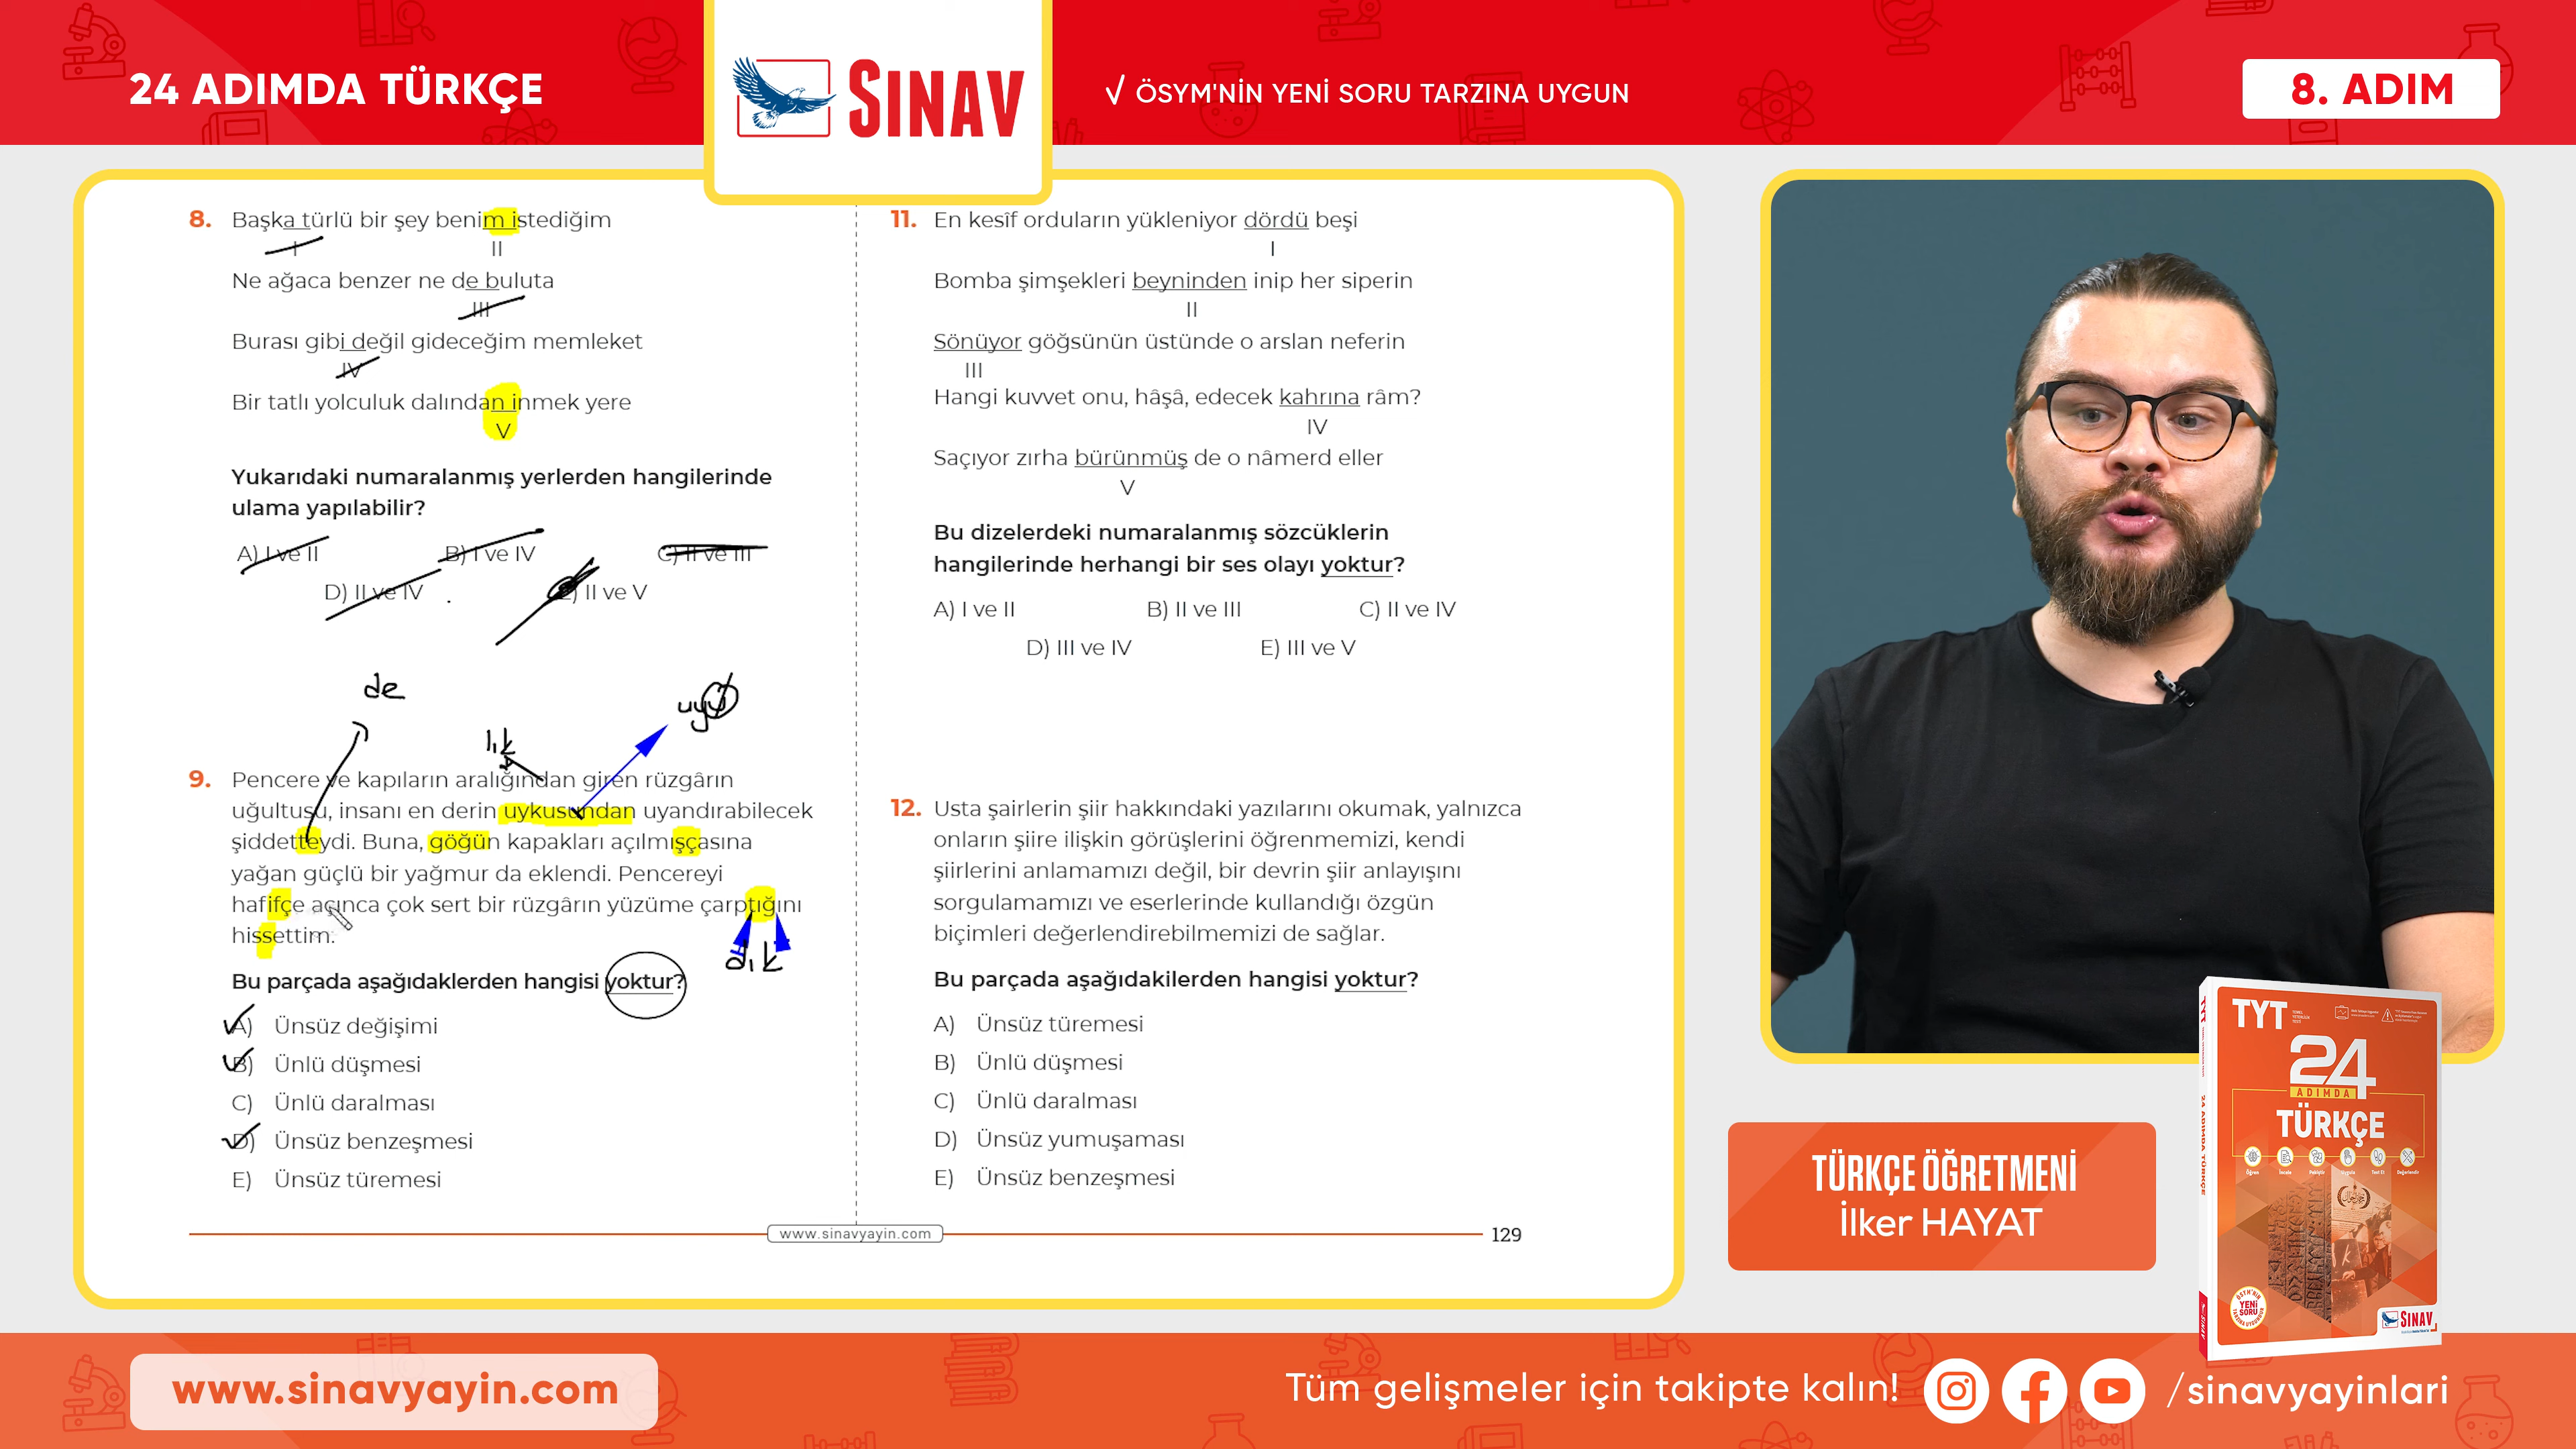 24 ADIMDA TÜRKÇE
SINAV
√ ÖSYM'NİN YENİ SORU TARZINA UYGUN
8. ADIM
8. Başka türlü bir şey benim istediğim
I II
Ne ağaca benzer ne de buluta
III
Burası gibi değil gideceğim memleket
IV
Bir tatlı yolculuk dalından inmek yere
V
Yukarıdaki numaralanmış yerlerden hangilerinde
ulama yapılabilir?
A) I ve II B) I ve IV C) II ve III
D) II ve IV E) II ve V
de
uyu
lık
9. Pencere ve kapıların aralığından giren rüzgârın
uğultusu, insanı en derin uykusundan uyandırabilecek
şiddetteydi. Buna, göğün kapakları açılmışçasına
yağan güçlü bir yağmur da eklendi. Pencereyi
hafifçe açınca çok sert bir rüzgârın yüzüme çarptığını
hissettim.
dık
Bu parçada aşağıdaklerden hangisi yoktur?
A) Ünsüz değişimi
B) Ünlü düşmesi
C) Ünlü daralması
D) Ünsüz benzeşmesi
E) Ünsüz türemesi
11. En kesîf orduların yükleniyor dördü beşi
I
Bomba şimşekleri beyninden inip her siperin
II
Sönüyor göğsünün üstünde o arslan neferin
III
Hangi kuvvet onu, hâşâ, edecek kahrına râm?
IV
Saçıyor zırha bürünmüş de o nâmerd eller
V
Bu dizelerdeki numaralanmış sözcüklerin
hangilerinde herhangi bir ses olayı yoktur?
A) I ve II B) II ve III C) II ve IV
D) III ve IV E) III ve V
12. Usta şairlerin şiir hakkındaki yazılarını okumak, yalnızca
onların şiire ilişkin görüşlerini öğrenmemizi, kendi
şiirlerini anlamamızı değil, bir devrin şiir anlayışını
sorgulamamızı ve eserlerinde kullandığı özgün
biçimleri değerlendirebilmemizi de sağlar.
Bu parçada aşağıdakilerden hangisi yoktur?
A) Ünsüz türemesi
B) Ünlü düşmesi
C) Ünlü daralması
D) Ünsüz yumuşaması
E) Ünsüz benzeşmesi
www.sinavyayin.com
129
TÜRKÇE ÖĞRETMENİ
İlker HAYAT
TYT
24
ADIMDA
TÜRKÇE
YENİ
SORU
SINAV
www.sinavyayin.com
Tüm gelişmeler için takipte kalın!
/sinavyayinlari